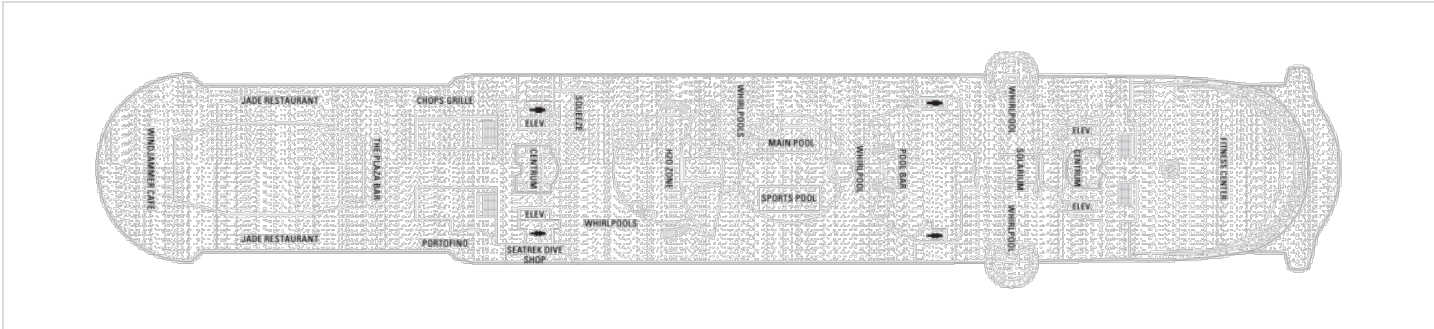 WINDJAMMER CAFE
JADE RESTAURANT
JADE RESTAURANT
THE PLAZA BAR
CHOPS GRILLE
PORTOFINO
ELEV.
CENTRUM
ELEV.
SEATREK DIVE
SHOP
SQUEEZE
WHIRLPOOLS
H2O ZONE
WHIRLPOOLS
MAIN POOL
SPORTS POOL
WHIRLPOOL
POOL BAR
WHIRLPOOL
SOLARIUM
WHIRLPOOL
ELEV.
CENTRUM
ELEV.
FITNESS CENTER